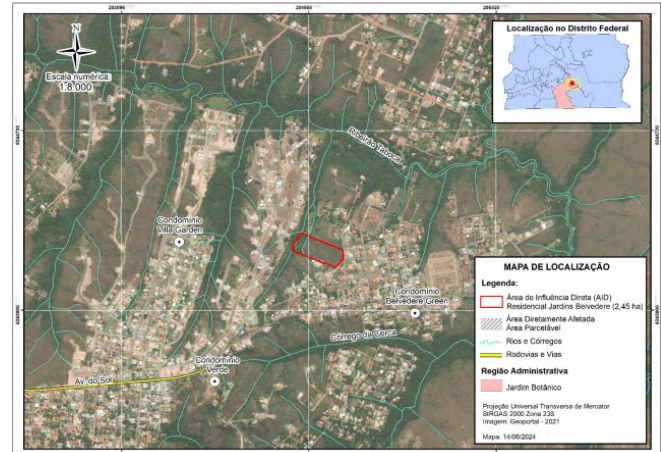 N
Escala numérica:
1:8.000
Localização no Distrito Federal
Ribeirão Taboca
Condomínio
Villa Garden
Condomínio
Belvedere Green
Córrego da Cerca
Condomínio
Verde
Av. do Sol
MAPA DE LOCALIZAÇÃO
Legenda:
Área de Influência Direta (AID)
Residencial Jardins Belvedere (2,45 ha)
Área Diretamente Afetada
Área Parcelável
Rios e Córregos
Rodovias e Vias
Região Administrativa
Jardim Botânico
Projeção Universal Transversa de Mercator
SIRGAS 2000 Zona 23S
Imagem: Geoportal - 2021
Mapa: 14/08/2024